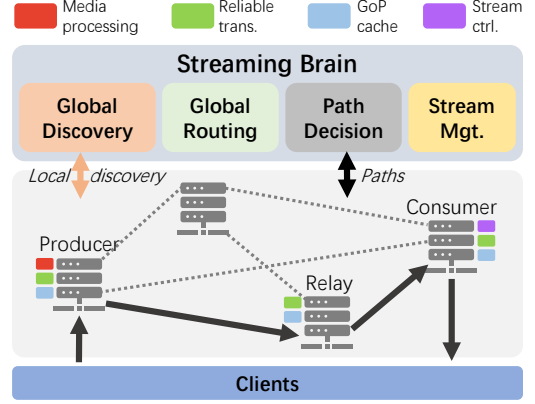 Media processing
Reliable trans.
GoP cache
Stream ctrl.
Streaming Brain
Global Discovery
Global Routing
Path Decision
Stream Mgt.
Local discovery
Paths
Consumer
Producer
Relay
Clients